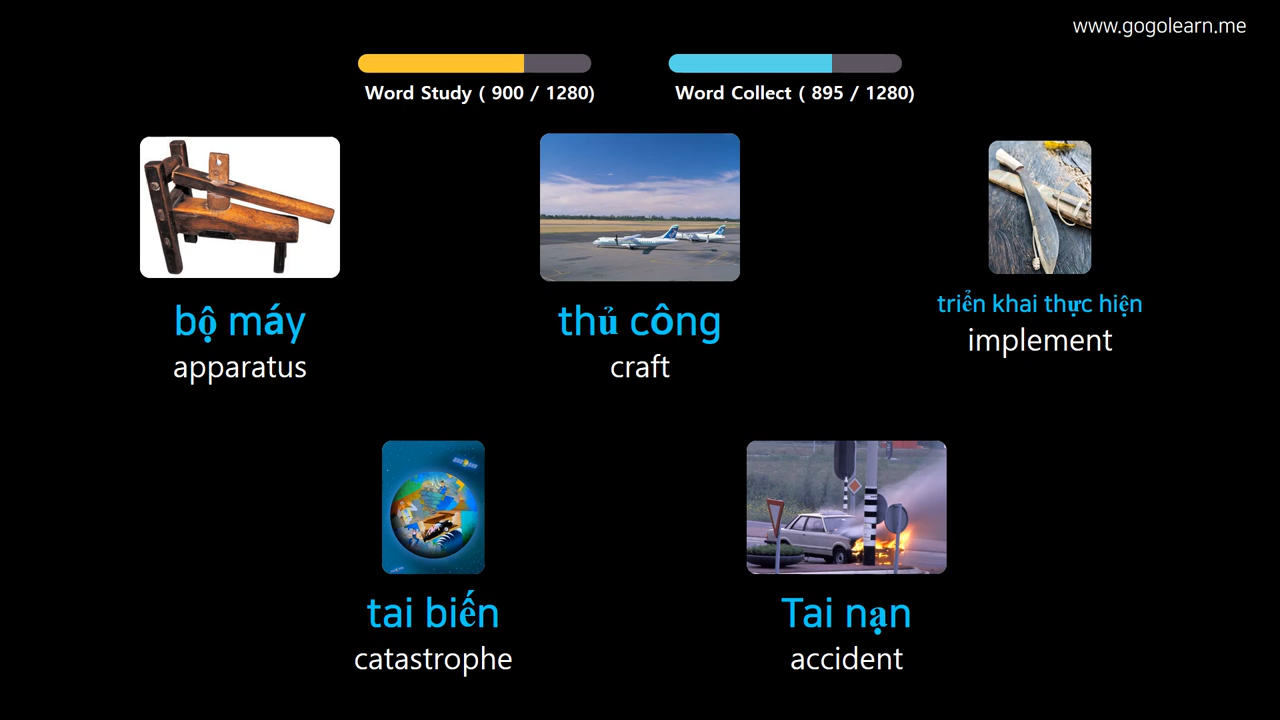 www.gogolearn.me
Word Study ( 900 / 1280)
Word Collect ( 895 / 1280)
bộ máy
apparatus
thủ công
craft
triển khai thực hiện
implement
tai biến
catastrophe
Tai nạn
accident